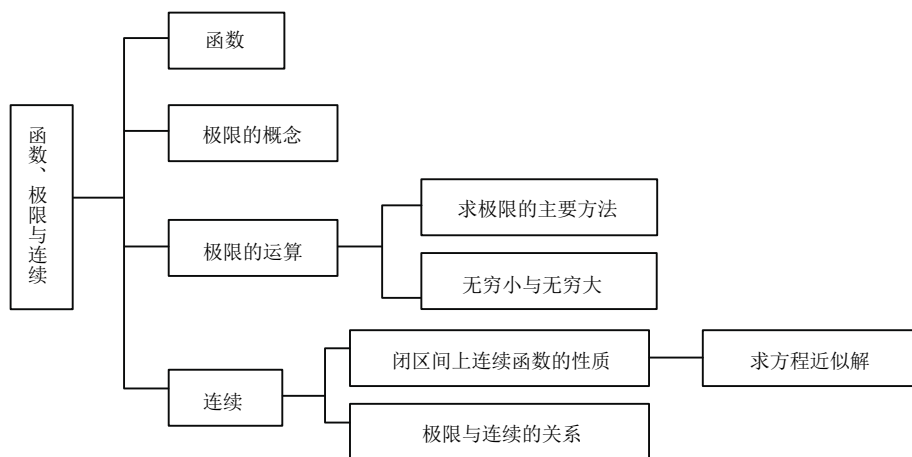 函数、极限与连续
函数
极限的概念
极限的运算
求极限的主要方法
无穷小与无穷大
连续
闭区间上连续函数的性质
求方程近似解
极限与连续的关系